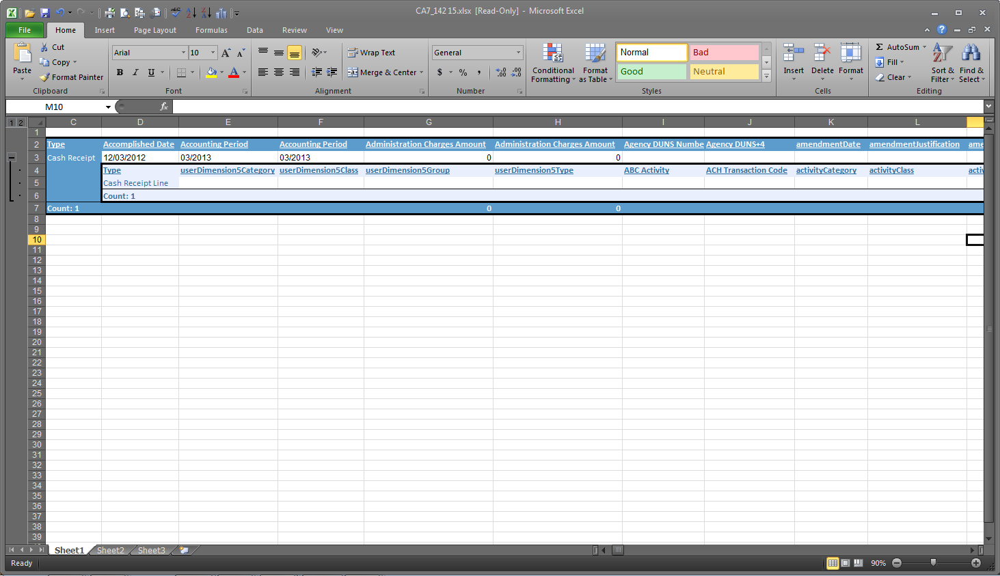 CA7_142 15.xlsx [Read-Only] - Microsoft Excel
File Home Insert Page Layout Formulas Data Review View
Paste
Cut
Copy
Format Painter
Clipboard
Arial 10
B I U
Font
Wrap Text
Merge & Center
Alignment
General
$ % ,
Number
Conditional Formatting
Format as Table
Normal Bad
Good Neutral
Styles
Insert Delete Format
Cells
Σ AutoSum
Fill
Clear
Sort & Filter
Find & Select
Editing
M10 fx
1 2 C D E F G H I J K L
1
2 Type Accomplished Date Accounting Period Accounting Period Administration Charges Amount Administration Charges Amount Agency DUNS Numbe Agency DUNS+4 amendmentDate amendmentJustification ame
3 Cash Receipt 12/03/2012 03/2013 03/2013 0 0
4 Type userDimension5Category userDimension5Class userDimension5Group userDimension5Type ABC Activity ACH Transaction Code activityCategory activityClass activ
5 Cash Receipt Line
6 Count: 1
7 Count: 1 0 0
8
9
10
11
12
13
14
15
16
17
18
19
20
21
22
23
24
25
26
27
28
29
30
31
32
33
34
35
36
37
38
39
Sheet1 Sheet2 Sheet3
Ready 90%